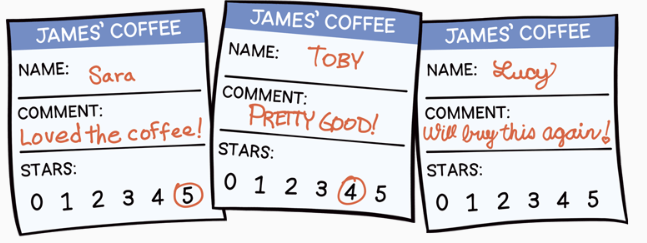 JAMES' COFFEE
NAME: Sara
COMMENT:
Loved the coffee!
STARS:
0 1 2 3 4 5
JAMES' COFFEE
NAME: TOBY
COMMENT:
PRETTY GOOD!
STARS:
0 1 2 3 4 5
JAMES' COFFEE
NAME: Lucy
COMMENT:
Will buy this again!
STARS:
0 1 2 3 4 5